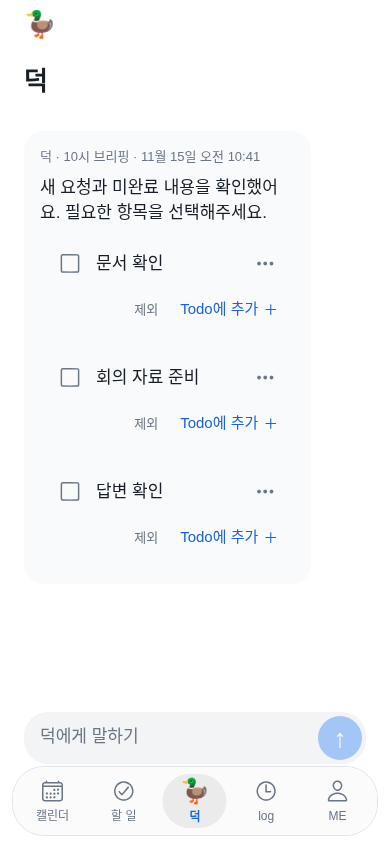 덕
덕 · 10시 브리핑 · 11월 15일 오전 10:41
새 요청과 미완료 내용을 확인했어
요. 필요한 항목을 선택해주세요.
문서 확인
제외 Todo에 추가 +
회의 자료 준비
제외 Todo에 추가 +
답변 확인
제외 Todo에 추가 +
덕에게 말하기
캘린더 할 일 덕 log ME